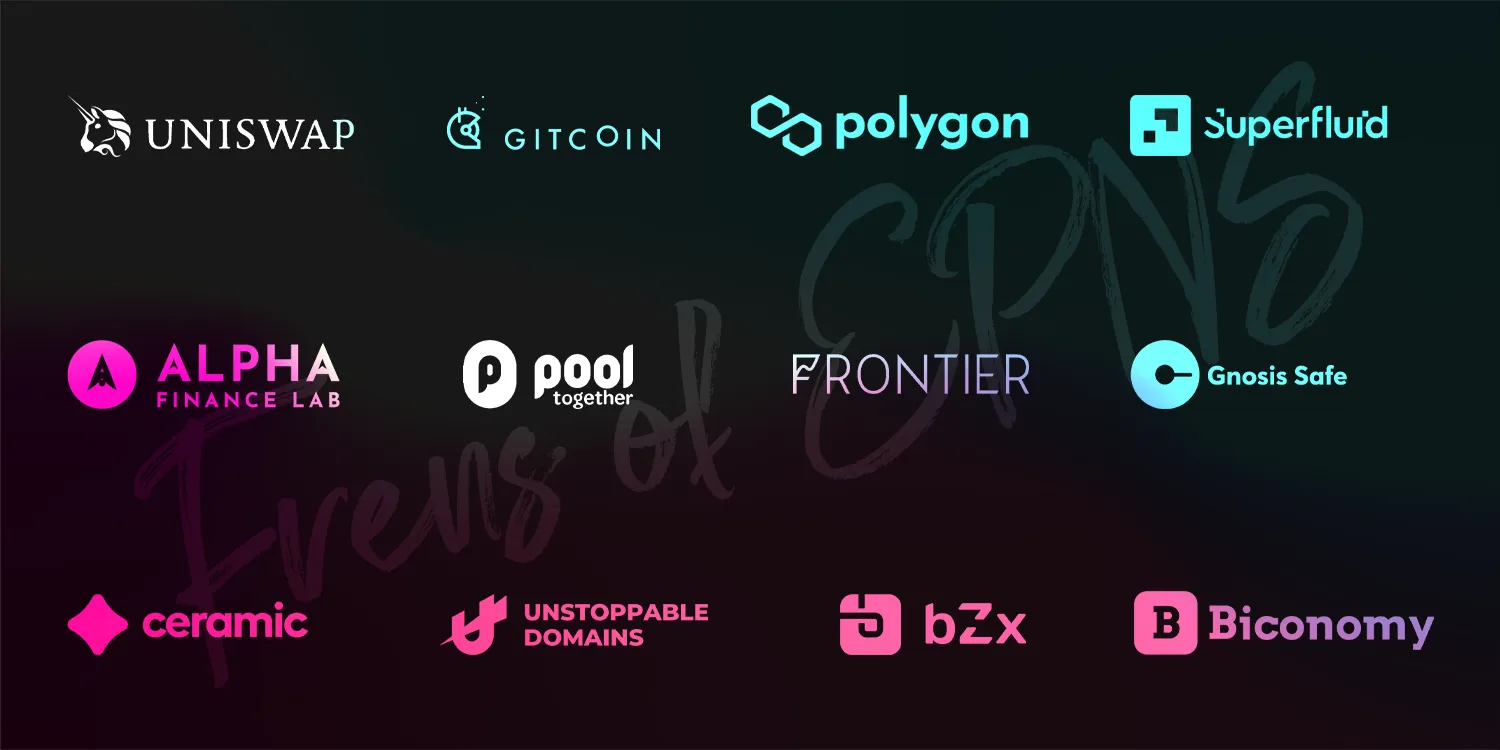 UNISWAP
GITCOIN
polygon
Superfluid
ALPHA
FINANCE LAB
pool
together
FRONTIER
Gnosis Safe
Frens of EPNS
ceramic
UNSTOPPABLE
DOMAINS
bZx
B Biconomy